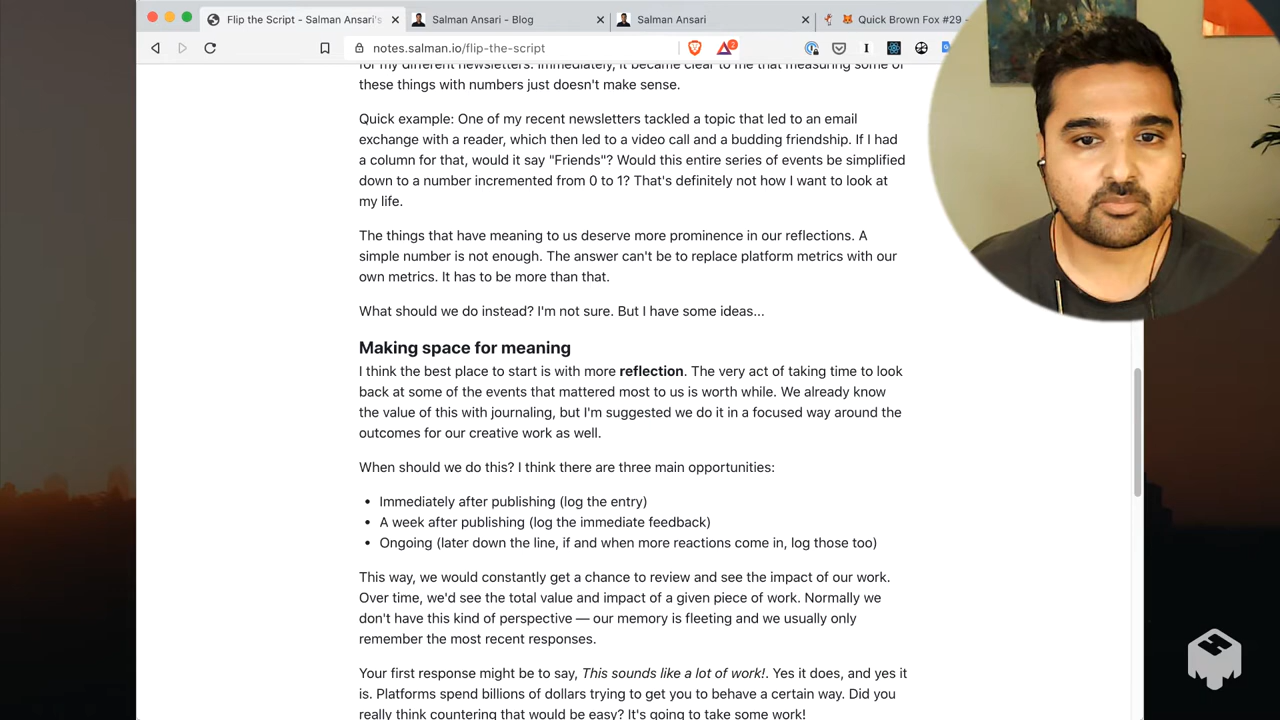 Flip the Script - Salman Ansari's
Salman Ansari - Blog
Salman Ansari
Quick Brown Fox #29 -
notes.salman.io/flip-the-script
2
for my different newsletters. Immediately, it became clear to me that measuring some of
these things with numbers just doesn't make sense.
Quick example: One of my recent newsletters tackled a topic that led to an email
exchange with a reader, which then led to a video call and a budding friendship. If I had
a column for that, would it say "Friends"? Would this entire series of events be simplified
down to a number incremented from 0 to 1? That's definitely not how I want to look at
my life.
The things that have meaning to us deserve more prominence in our reflections. A
simple number is not enough. The answer can't be to replace platform metrics with our
own metrics. It has to be more than that.
What should we do instead? I'm not sure. But I have some ideas...
Making space for meaning
I think the best place to start is with more reflection. The very act of taking time to look
back at some of the events that mattered most to us is worth while. We already know
the value of this with journaling, but I'm suggested we do it in a focused way around the
outcomes for our creative work as well.
When should we do this? I think there are three main opportunities:
• Immediately after publishing (log the entry)
• A week after publishing (log the immediate feedback)
• Ongoing (later down the line, if and when more reactions come in, log those too)
This way, we would constantly get a chance to review and see the impact of our work.
Over time, we'd see the total value and impact of a given piece of work. Normally we
don't have this kind of perspective — our memory is fleeting and we usually only
remember the most recent responses.
Your first response might be to say, This sounds like a lot of work!. Yes it does, and yes it
is. Platforms spend billions of dollars trying to get you to behave a certain way. Did you
really think countering that would be easy? It's going to take some work!